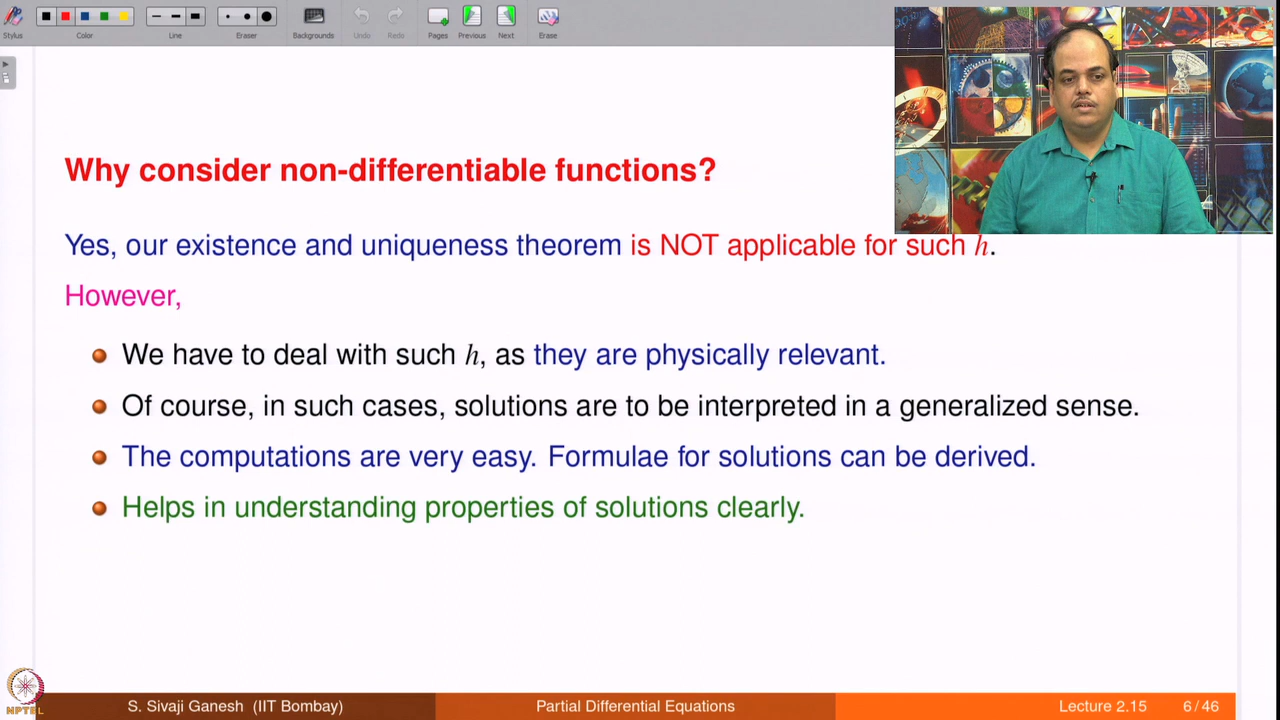 Stylus
Color
Line
Eraser
Backgrounds
Undo
Redo
Pages
Previous
Next
Erase
Why consider non-differentiable functions?
Yes, our existence and uniqueness theorem is NOT applicable for such h.
However,
We have to deal with such h, as they are physically relevant.
Of course, in such cases, solutions are to be interpreted in a generalized sense.
The computations are very easy. Formulae for solutions can be derived.
Helps in understanding properties of solutions clearly.
NPTEL
S. Sivaji Ganesh (IIT Bombay)
Partial Differential Equations
Lecture 2.15
6 / 46